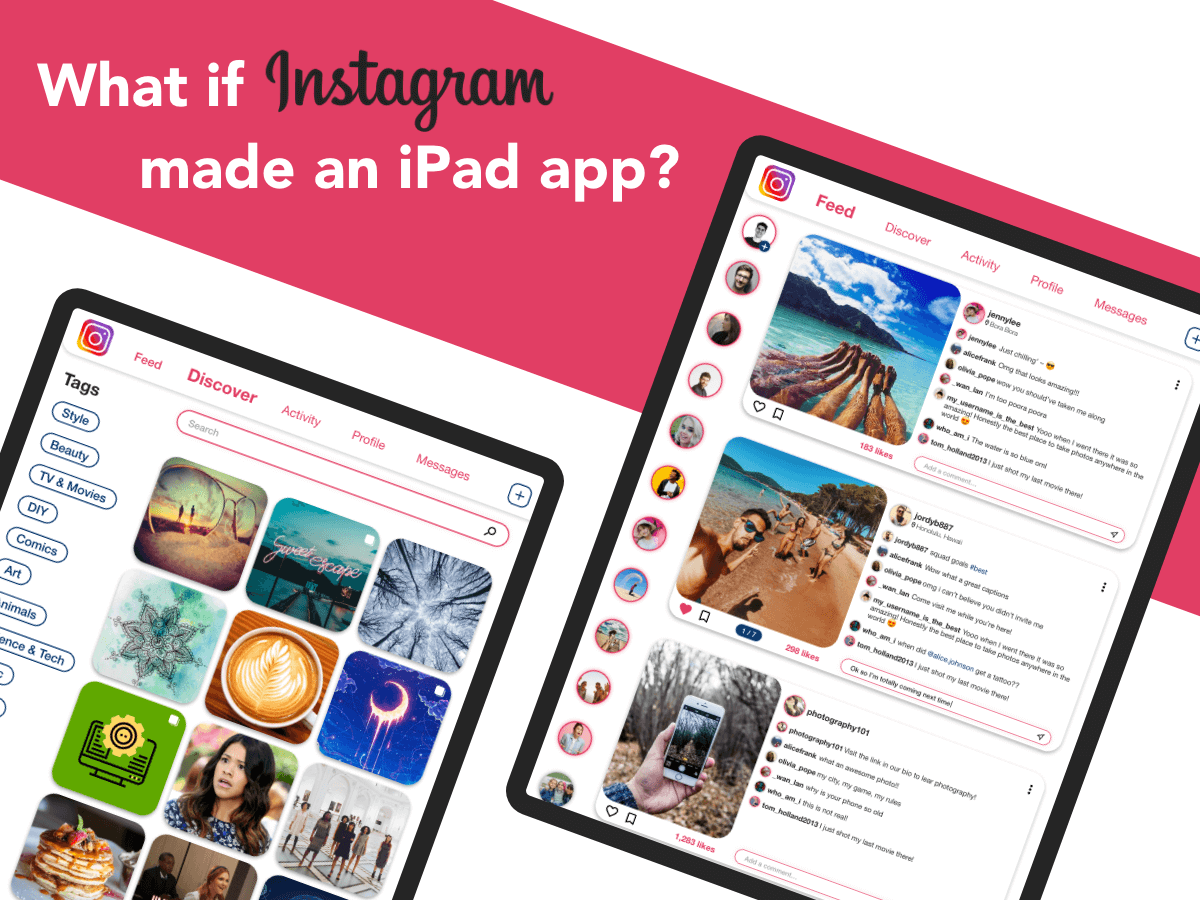 What if Instagram
made an iPad app?
Feed
Discover
Activity
Profile
Messages
Tags
Style
Beauty
TV & Movies
DIY
Comics
Art
nimals
ence & Tech
Search
Sweet
escape
Feed
Discover
Activity
Profile
Messages
jennylee
Bora Bora
jennylee Just chilling' ~ 😎
alicefrank Omg that looks amazing!!!
olivia_pope wow you should've taken me along
_wan_lan I'm too poora poora
my_username_is_the_best Yooo when I went there it was so
amazing! Honestly the best place to take photos anywhere in the
world 😍
who_am_i The water is so blue oml
tom_holland2013 I just shot my last movie there!
183 likes
Add a comment...
jordyb887
Honolulu, Hawaii
jordyb887 squad goals #best
alicefrank Wow what a great captions
olivia_pope omg i can't believe you didn't invite me
_wan_lan Come visit me while you're here!
my_username_is_the_best Yooo when I went there it was so
amazing! Honestly the best place to take photos anywhere in the
world 😍
who_am_i when did @alice.johnson get a tattoo??
tom_holland2013 I just shot my last movie there!
1 / 7
298 likes
Ok so I'm totally coming next time!
photography101
photography101 Visit the link in our bio to lear photography!
alicefrank what an awesome photo!!
olivia_pope my city, my game, my rules
_wan_lan why is your phone so old
who_am_i this is not real!
tom_holland2013 I just shot my last movie there!
1,283 likes
Add a comment...